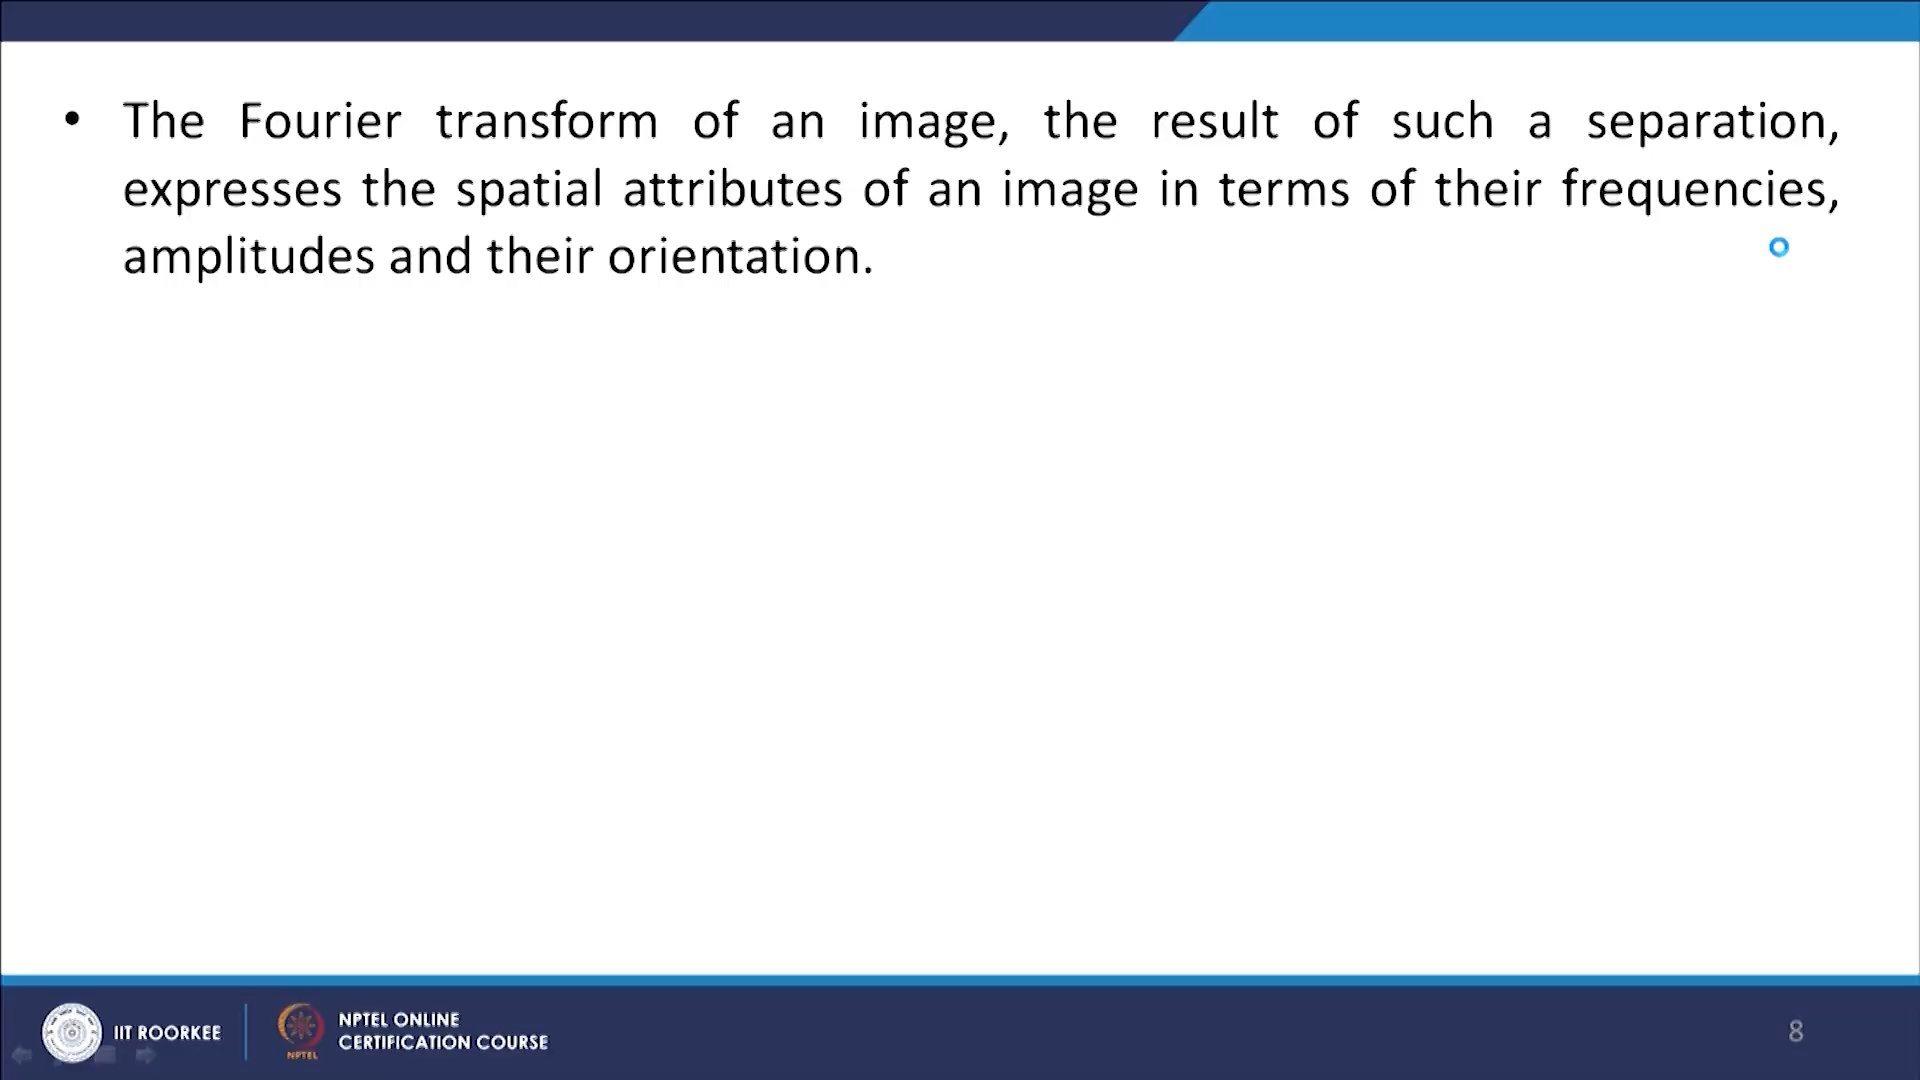 • The Fourier transform of an image, the result of such a separation,
expresses the spatial attributes of an image in terms of their frequencies,
amplitudes and their orientation.
IIT ROORKEE
NPTEL
NPTEL ONLINE
CERTIFICATION COURSE
8